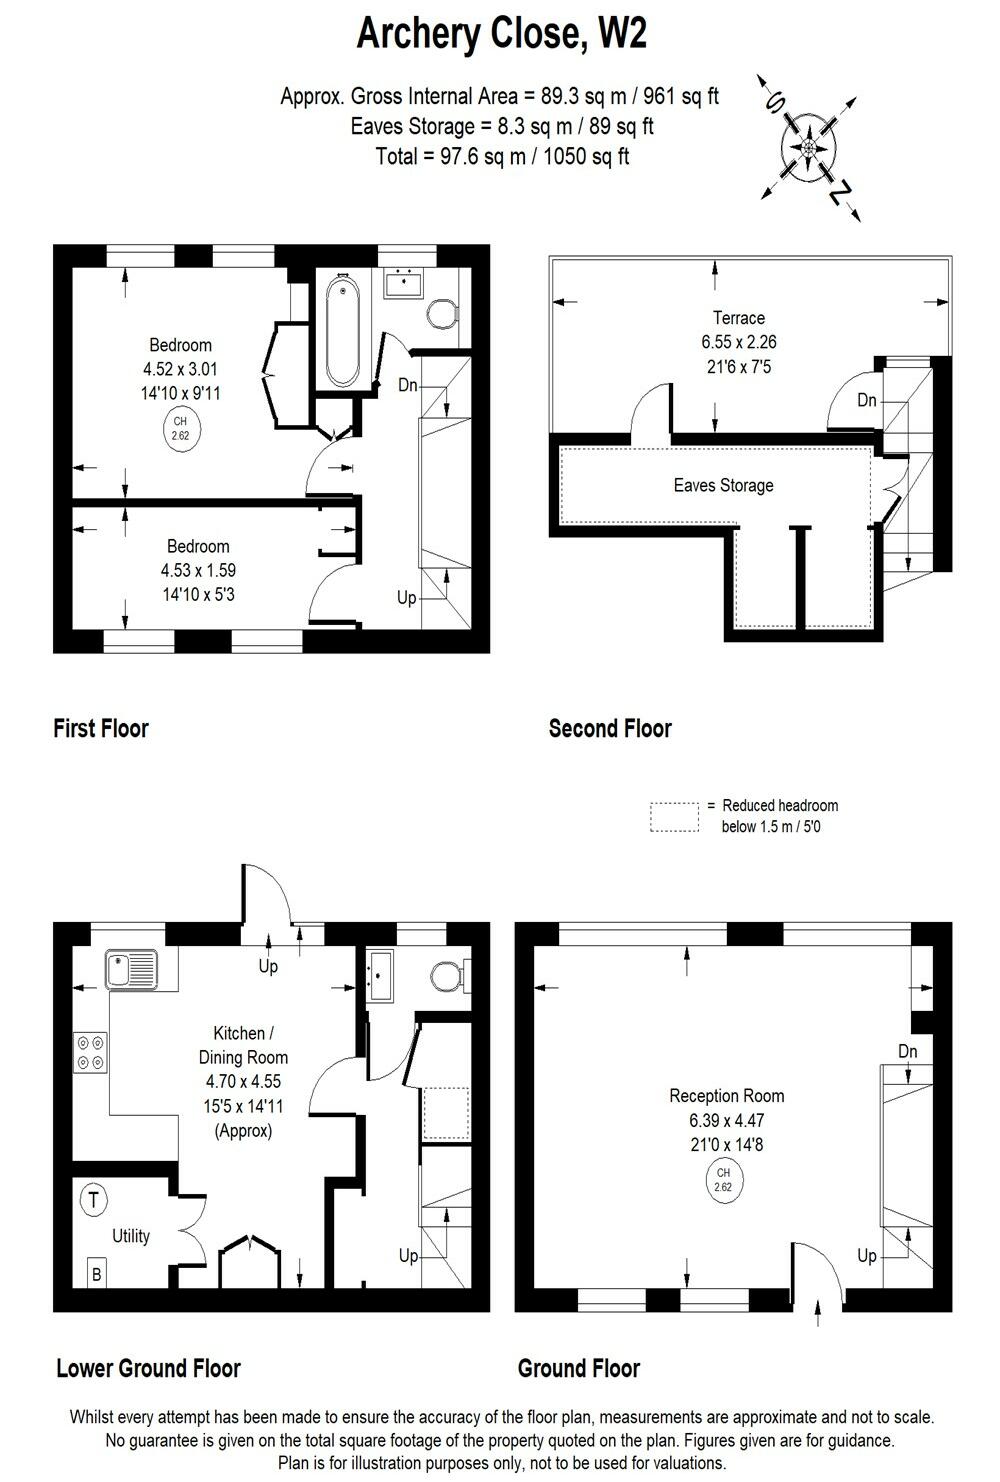 Archery Close, W2
Approx. Gross Internal Area = 89.3 sq m / 961 sq ft
Eaves Storage = 8.3 sq m / 89 sq ft
Total = 97.6 sq m / 1050 sq ft
S
N
Bedroom
4.52 x 3.01
14'10 x 9'11
CH
2.62
Dn
Bedroom
4.53 x 1.59
14'10 x 5'3
Up
First Floor
Terrace
6.55 x 2.26
21'6 x 7'5
Dn
Eaves Storage
Second Floor
= Reduced headroom
below 1.5 m / 5'0
Up
Kitchen /
Dining Room
4.70 x 4.55
15'5 x 14'11
(Approx)
T
Utility
B
Up
Lower Ground Floor
Dn
Reception Room
6.39 x 4.47
21'0 x 14'8
CH
2.62
Up
Ground Floor
Whilst every attempt has been made to ensure the accuracy of the floor plan, measurements are approximate and not to scale.
No guarantee is given on the total square footage of the property quoted on the plan. Figures given are for guidance.
Plan is for illustration purposes only, not to be used for valuations.